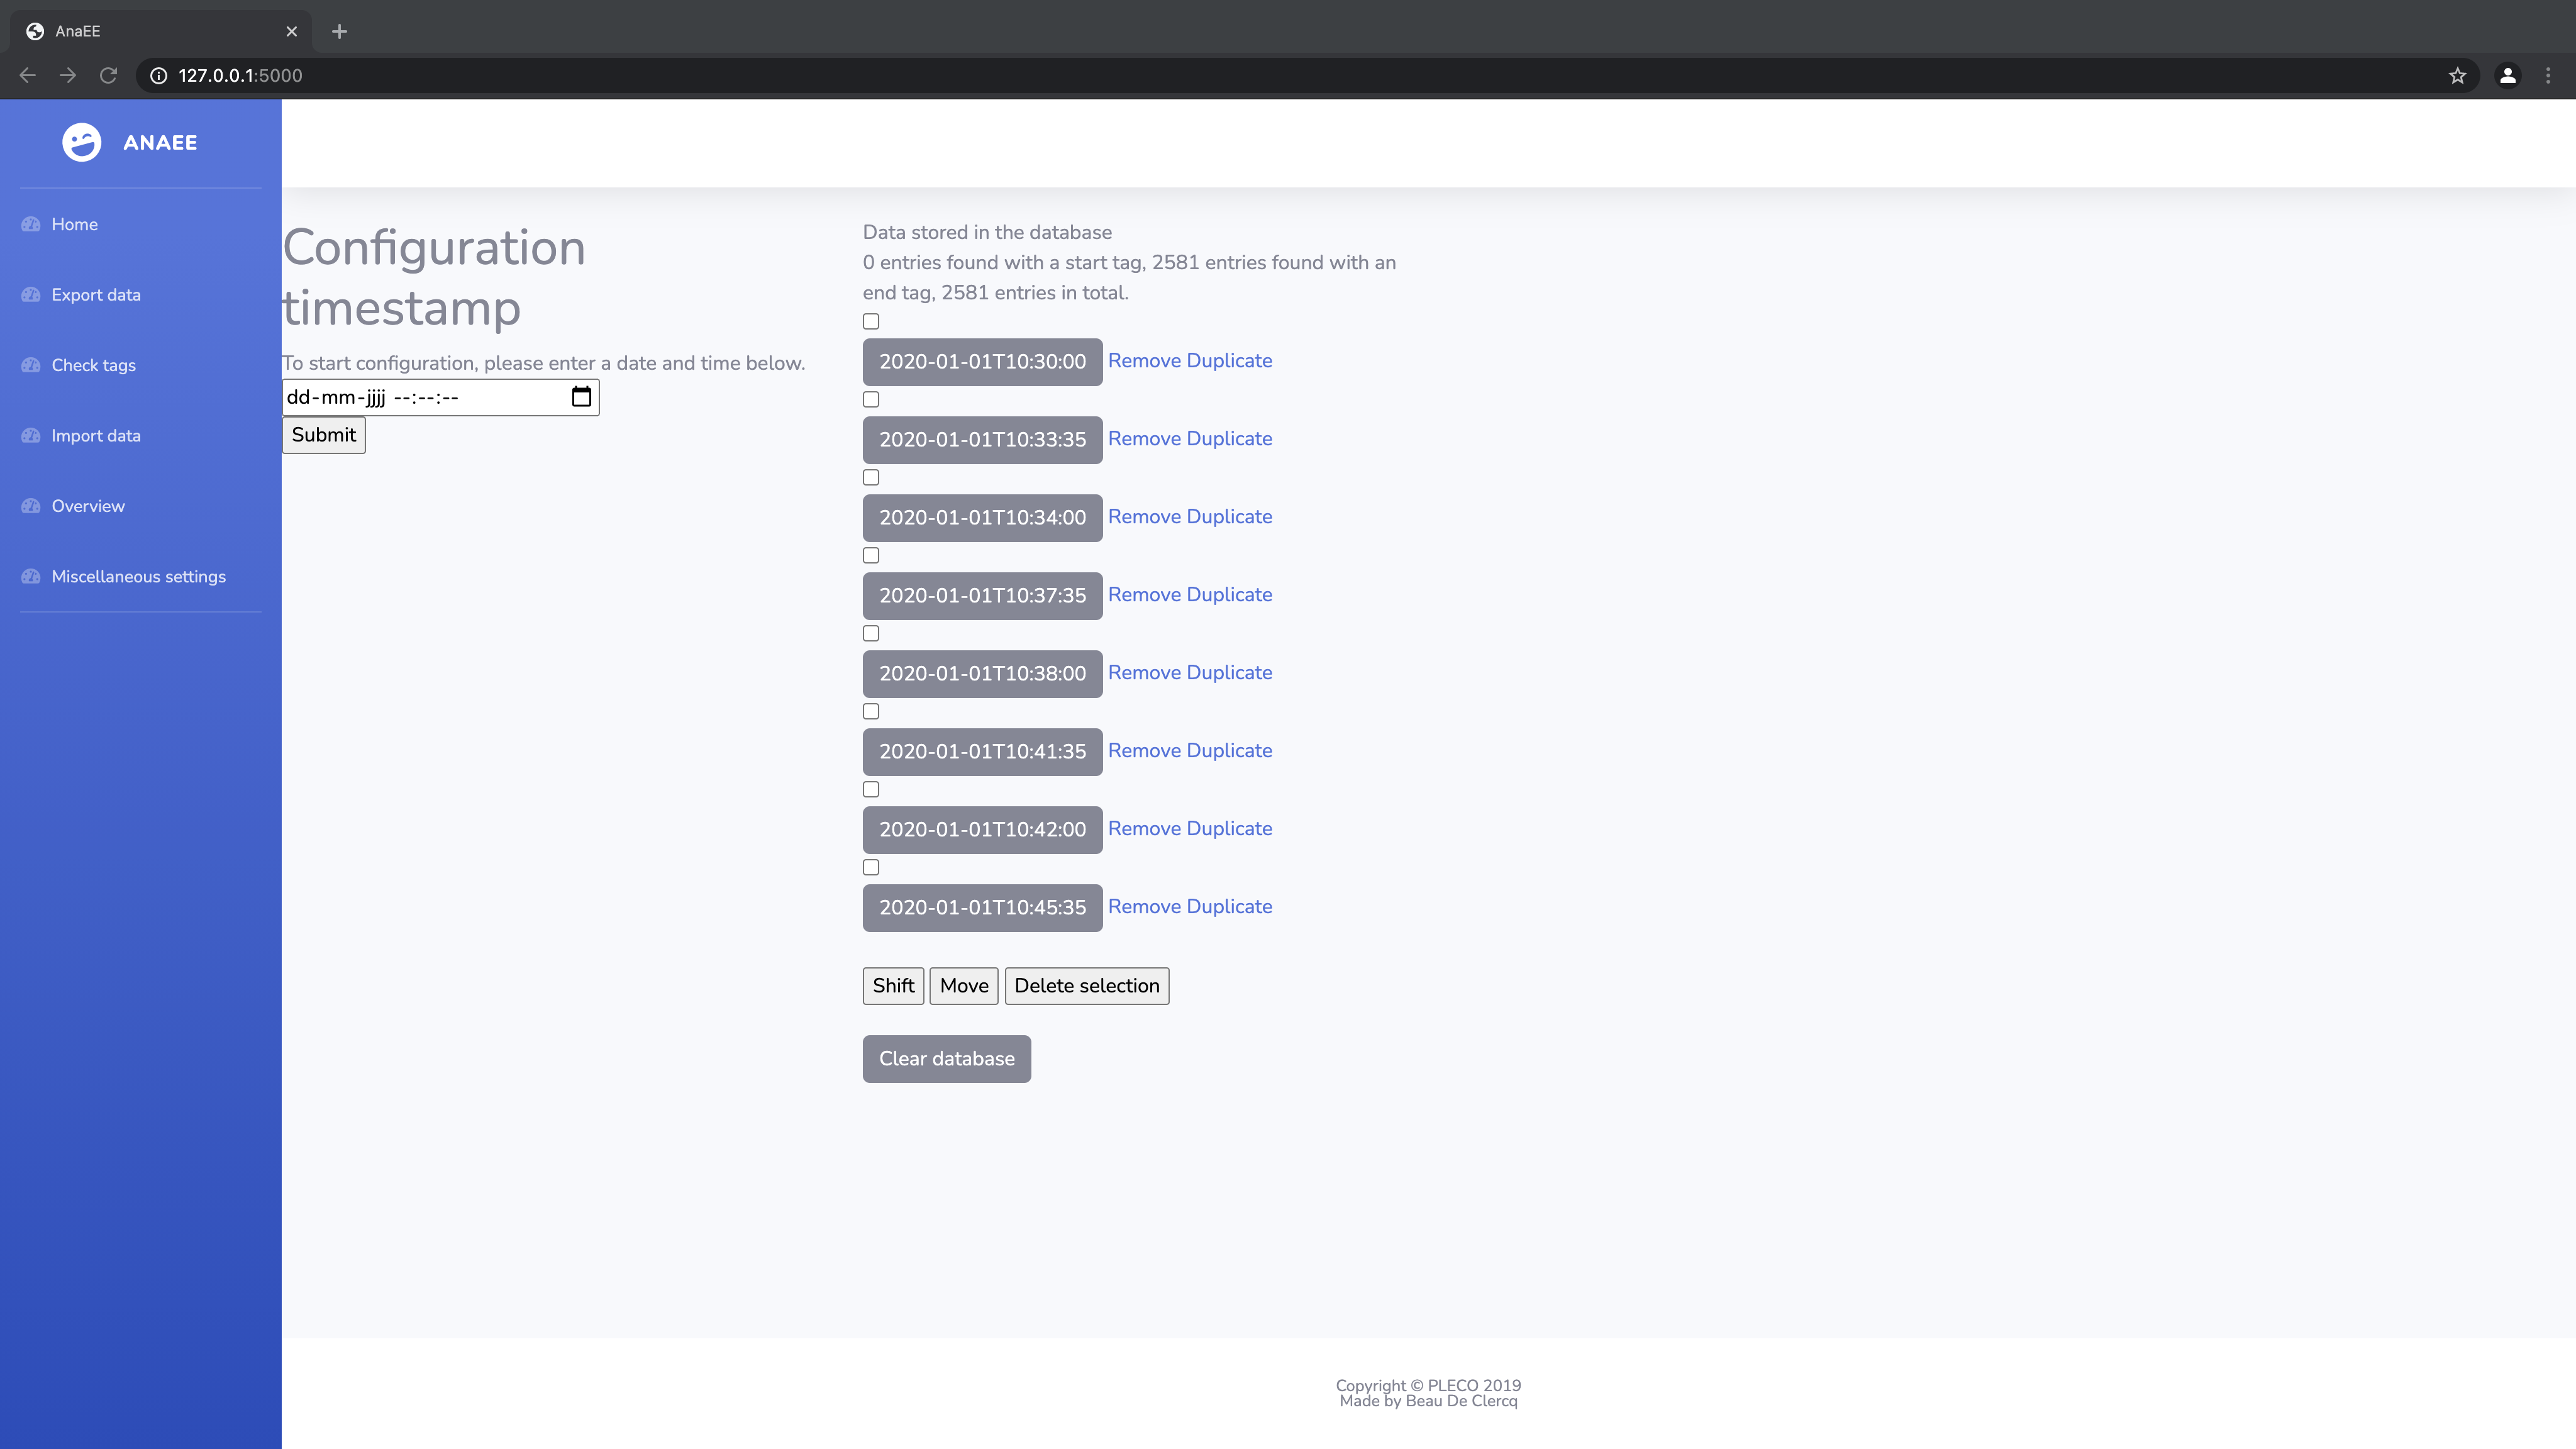 AnaEE
127.0.0.1:5000
ANAEE
Home
Export data
Check tags
Import data
Overview
Miscellaneous settings
Configuration
timestamp
To start configuration, please enter a date and time below.
dd-mm-jjjj --:--:--
Submit
Data stored in the database
0 entries found with a start tag, 2581 entries found with an
end tag, 2581 entries in total.
2020-01-01T10:30:00 Remove Duplicate
2020-01-01T10:33:35 Remove Duplicate
2020-01-01T10:34:00 Remove Duplicate
2020-01-01T10:37:35 Remove Duplicate
2020-01-01T10:38:00 Remove Duplicate
2020-01-01T10:41:35 Remove Duplicate
2020-01-01T10:42:00 Remove Duplicate
2020-01-01T10:45:35 Remove Duplicate
Shift Move Delete selection
Clear database
Copyright © PLECO 2019
Made by Beau De Clercq